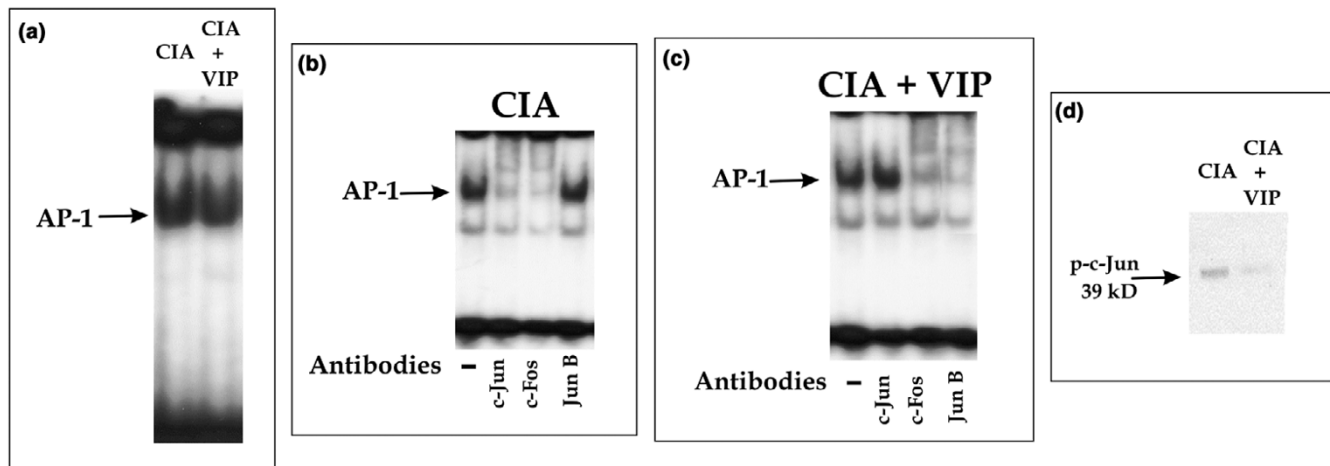 (a)
CIA
CIA
+
VIP
AP-1
(b)
CIA
AP-1
Antibodies
–
c-Jun
c-Fos
Jun B
(c)
CIA + VIP
AP-1
Antibodies
–
c-Jun
c-Fos
Jun B
(d)
CIA
CIA
+
VIP
p-c-Jun
39 kD